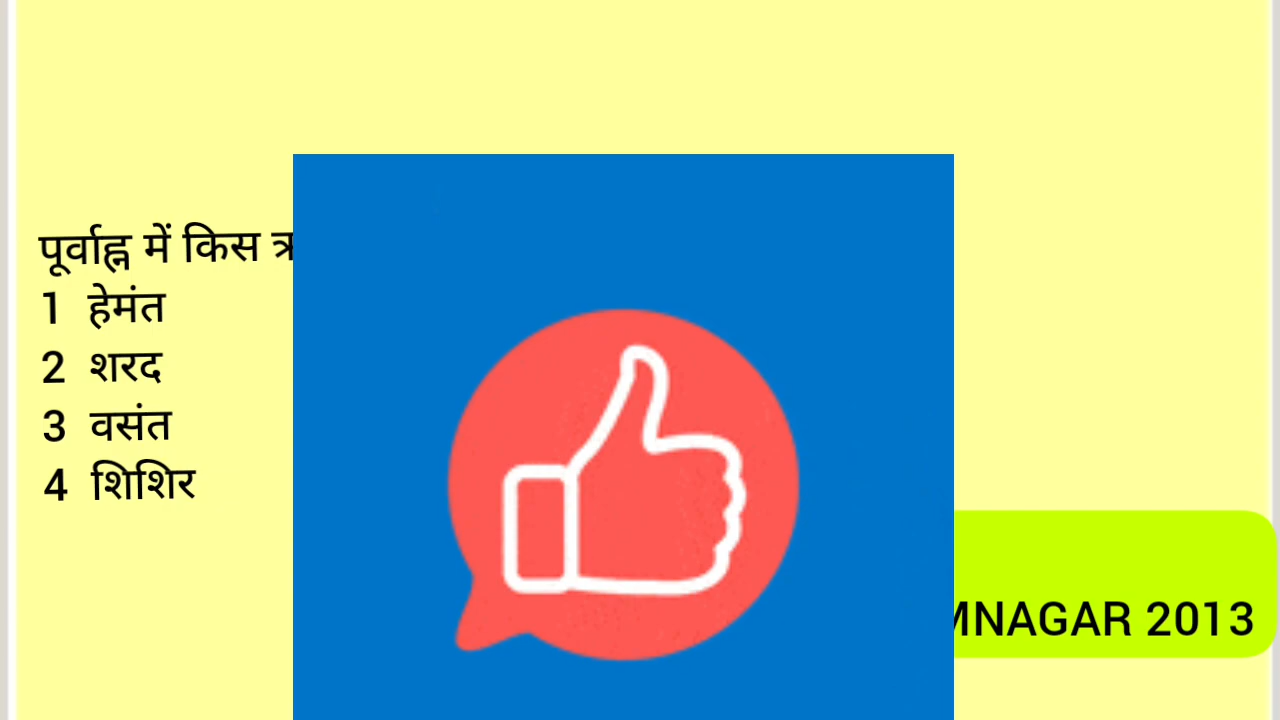 पूर्वाह्न में किस
1 हेमंत
2 शरद
3 वसंत
4 शिशिर
MNAGAR 2013